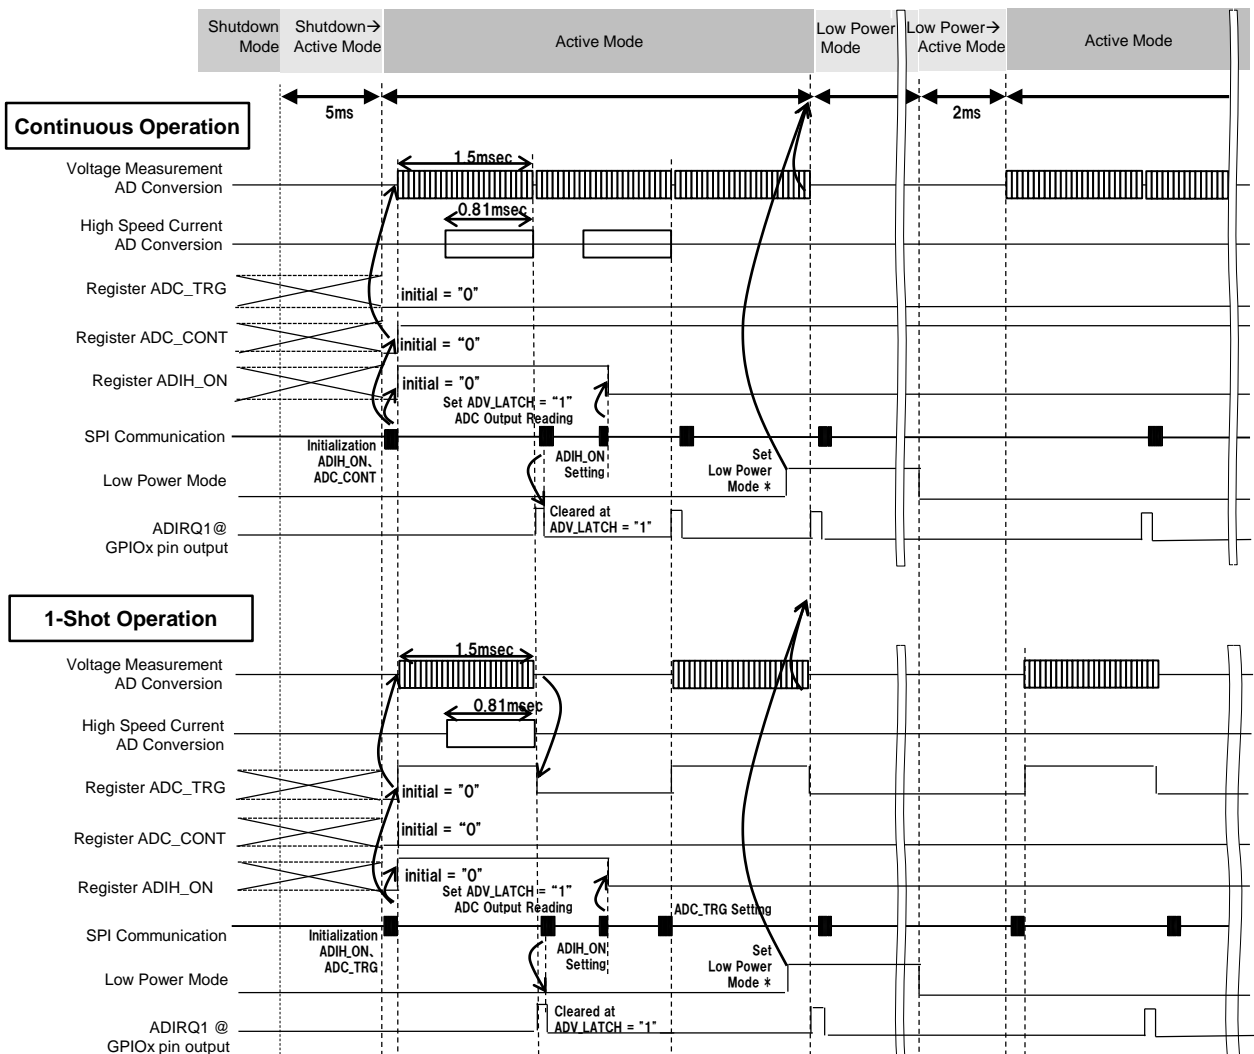 Shutdown Mode
Shutdown→ Active Mode
Active Mode
Low Power Mode
Low Power→ Active Mode
Active Mode
5ms
2ms
Continuous Operation
1.5msec
Voltage Measurement
AD Conversion
0.81msec
High Speed Current
AD Conversion
Register ADC_TRG
initial = "0"
Register ADC_CONT
initial = “0”
Register ADIH_ON
initial = "0"
Set ADV_LATCH = “1”
ADC Output Reading
SPI Communication
Initialization
ADIH_ON、
ADC_CONT
ADIH_ON
Setting
Set
Low Power
Mode *
Low Power Mode
Cleared at
ADV_LATCH = "1"
ADIRQ1@
GPIOx pin output
1-Shot Operation
1.5msec
Voltage Measurement
AD Conversion
0.81msec
High Speed Current
AD Conversion
Register ADC_TRG
initial = "0"
Register ADC_CONT
initial = “0”
Register ADIH_ON
initial = "0"
Set ADV_LATCH = “1”
ADC Output Reading
ADC_TRG Setting
SPI Communication
Initialization
ADIH_ON、
ADC_TRG
ADIH_ON
Setting
Set
Low Power
Mode *
Low Power Mode
Cleared at
ADV_LATCH = "1"
ADIRQ1 @
GPIOx pin output